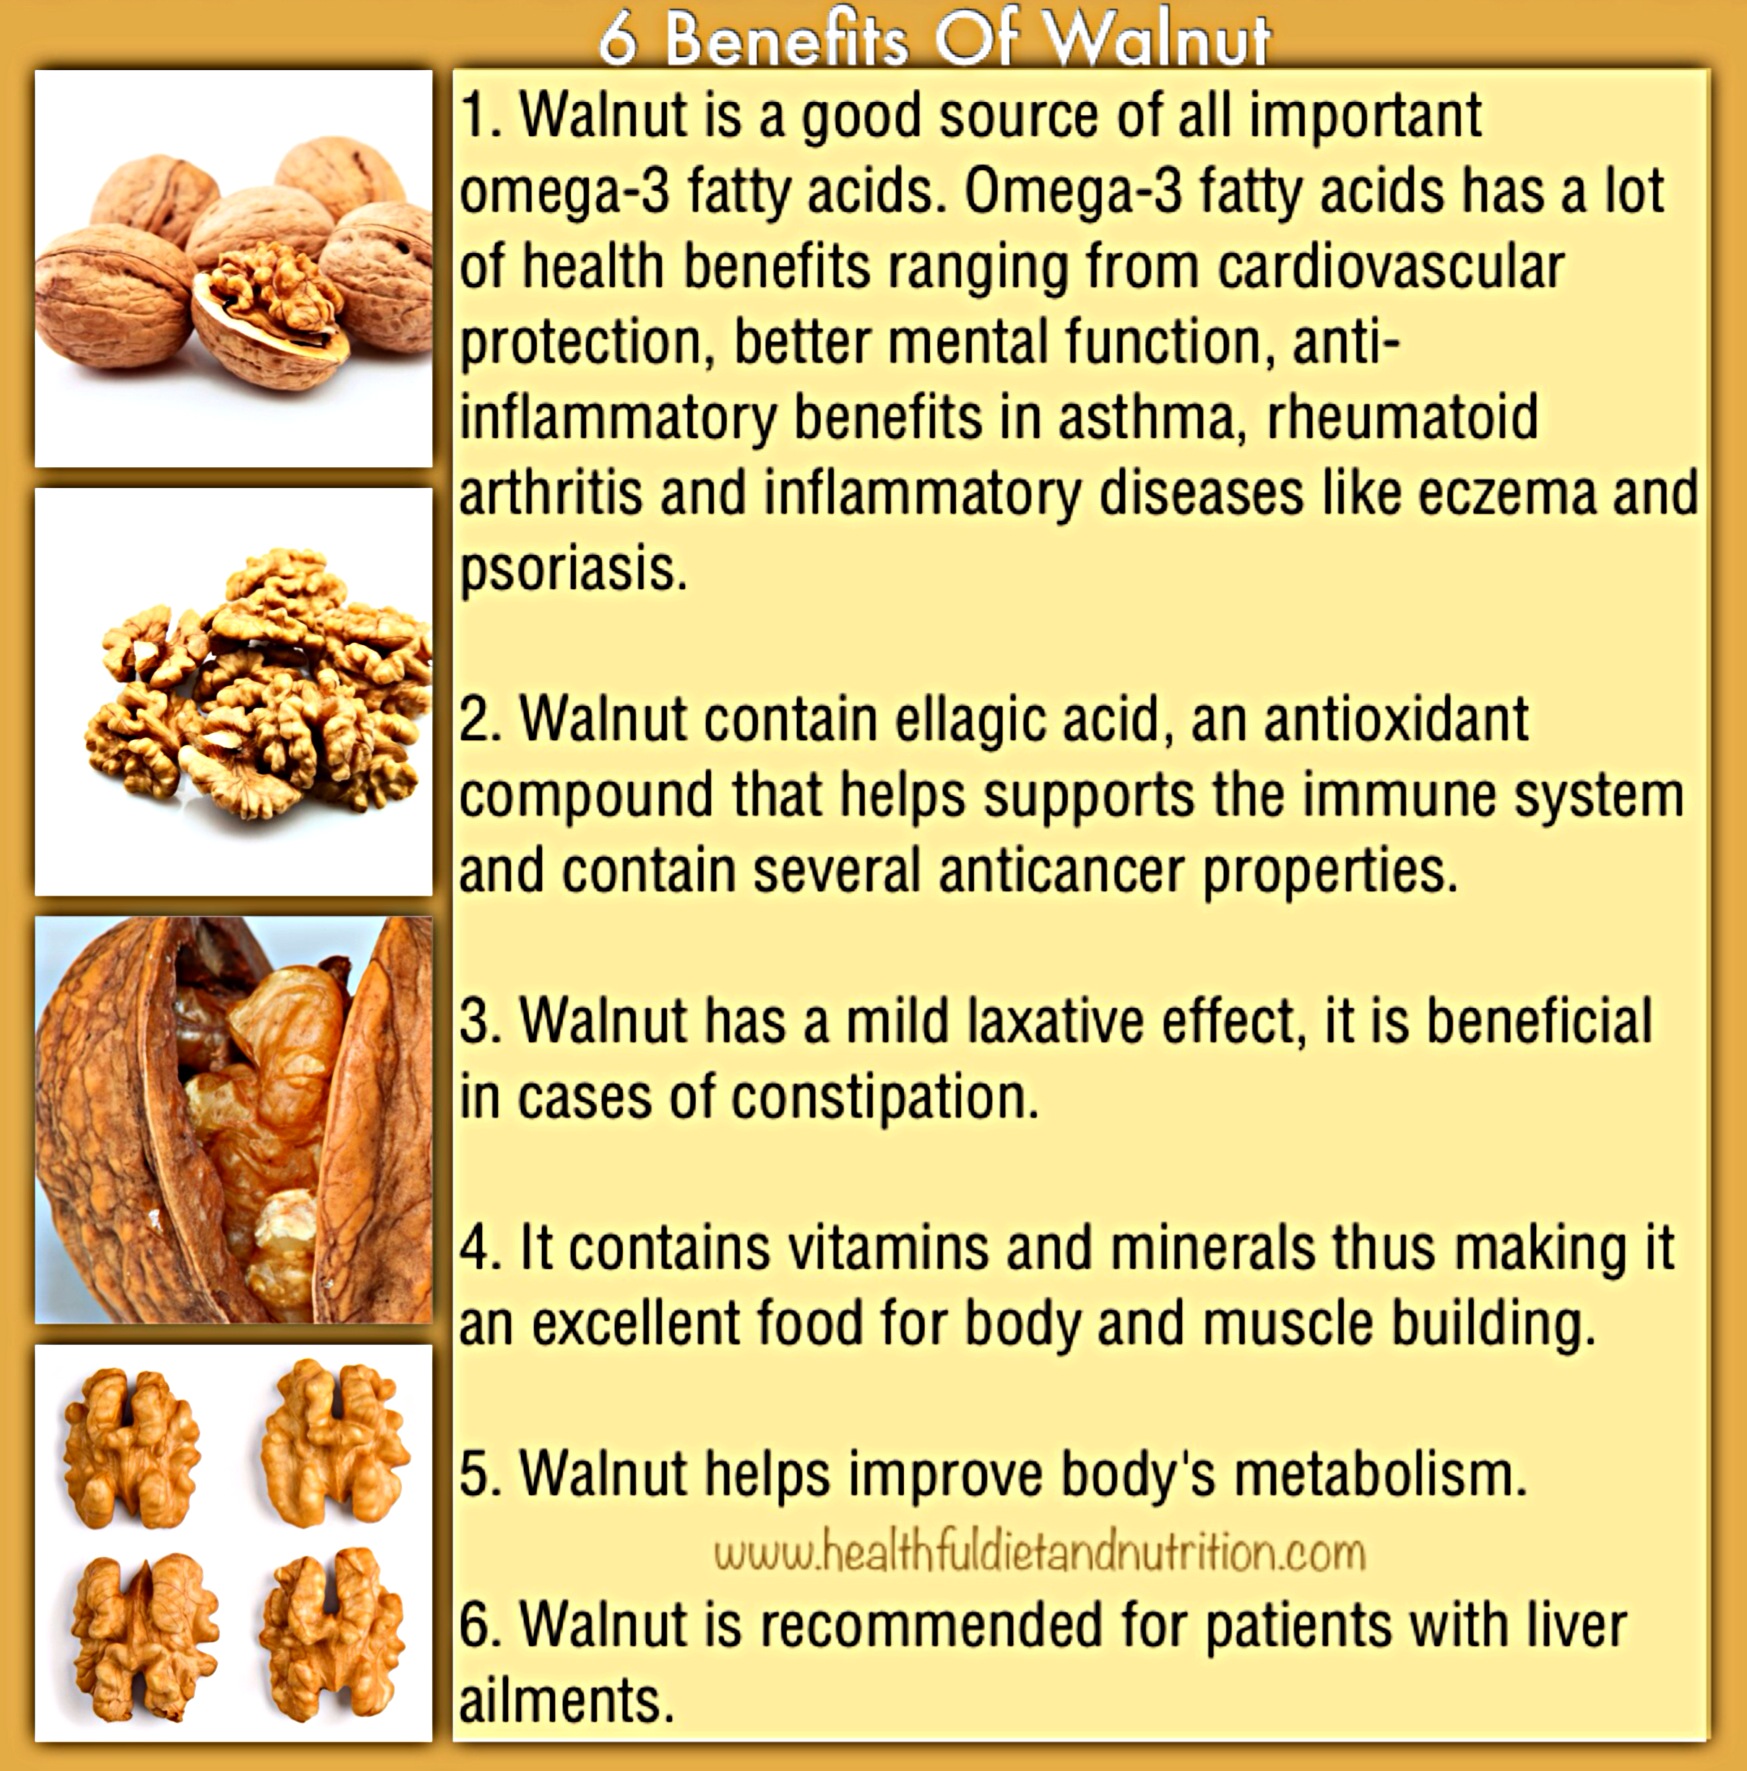 6 Benefits Of Walnut
1. Walnut is a good source of all important
omega-3 fatty acids. Omega-3 fatty acids has a lot
of health benefits ranging from cardiovascular
protection, better mental function, anti-
inflammatory benefits in asthma, rheumatoid
arthritis and inflammatory diseases like eczema and
psoriasis.
2. Walnut contain ellagic acid, an antioxidant
compound that helps supports the immune system
and contain several anticancer properties.
3. Walnut has a mild laxative effect, it is beneficial
in cases of constipation.
4. It contains vitamins and minerals thus making it
an excellent food for body and muscle building.
5. Walnut helps improve body's metabolism.
www.healthfuldietandnutrition.com
6. Walnut is recommended for patients with liver
ailments.